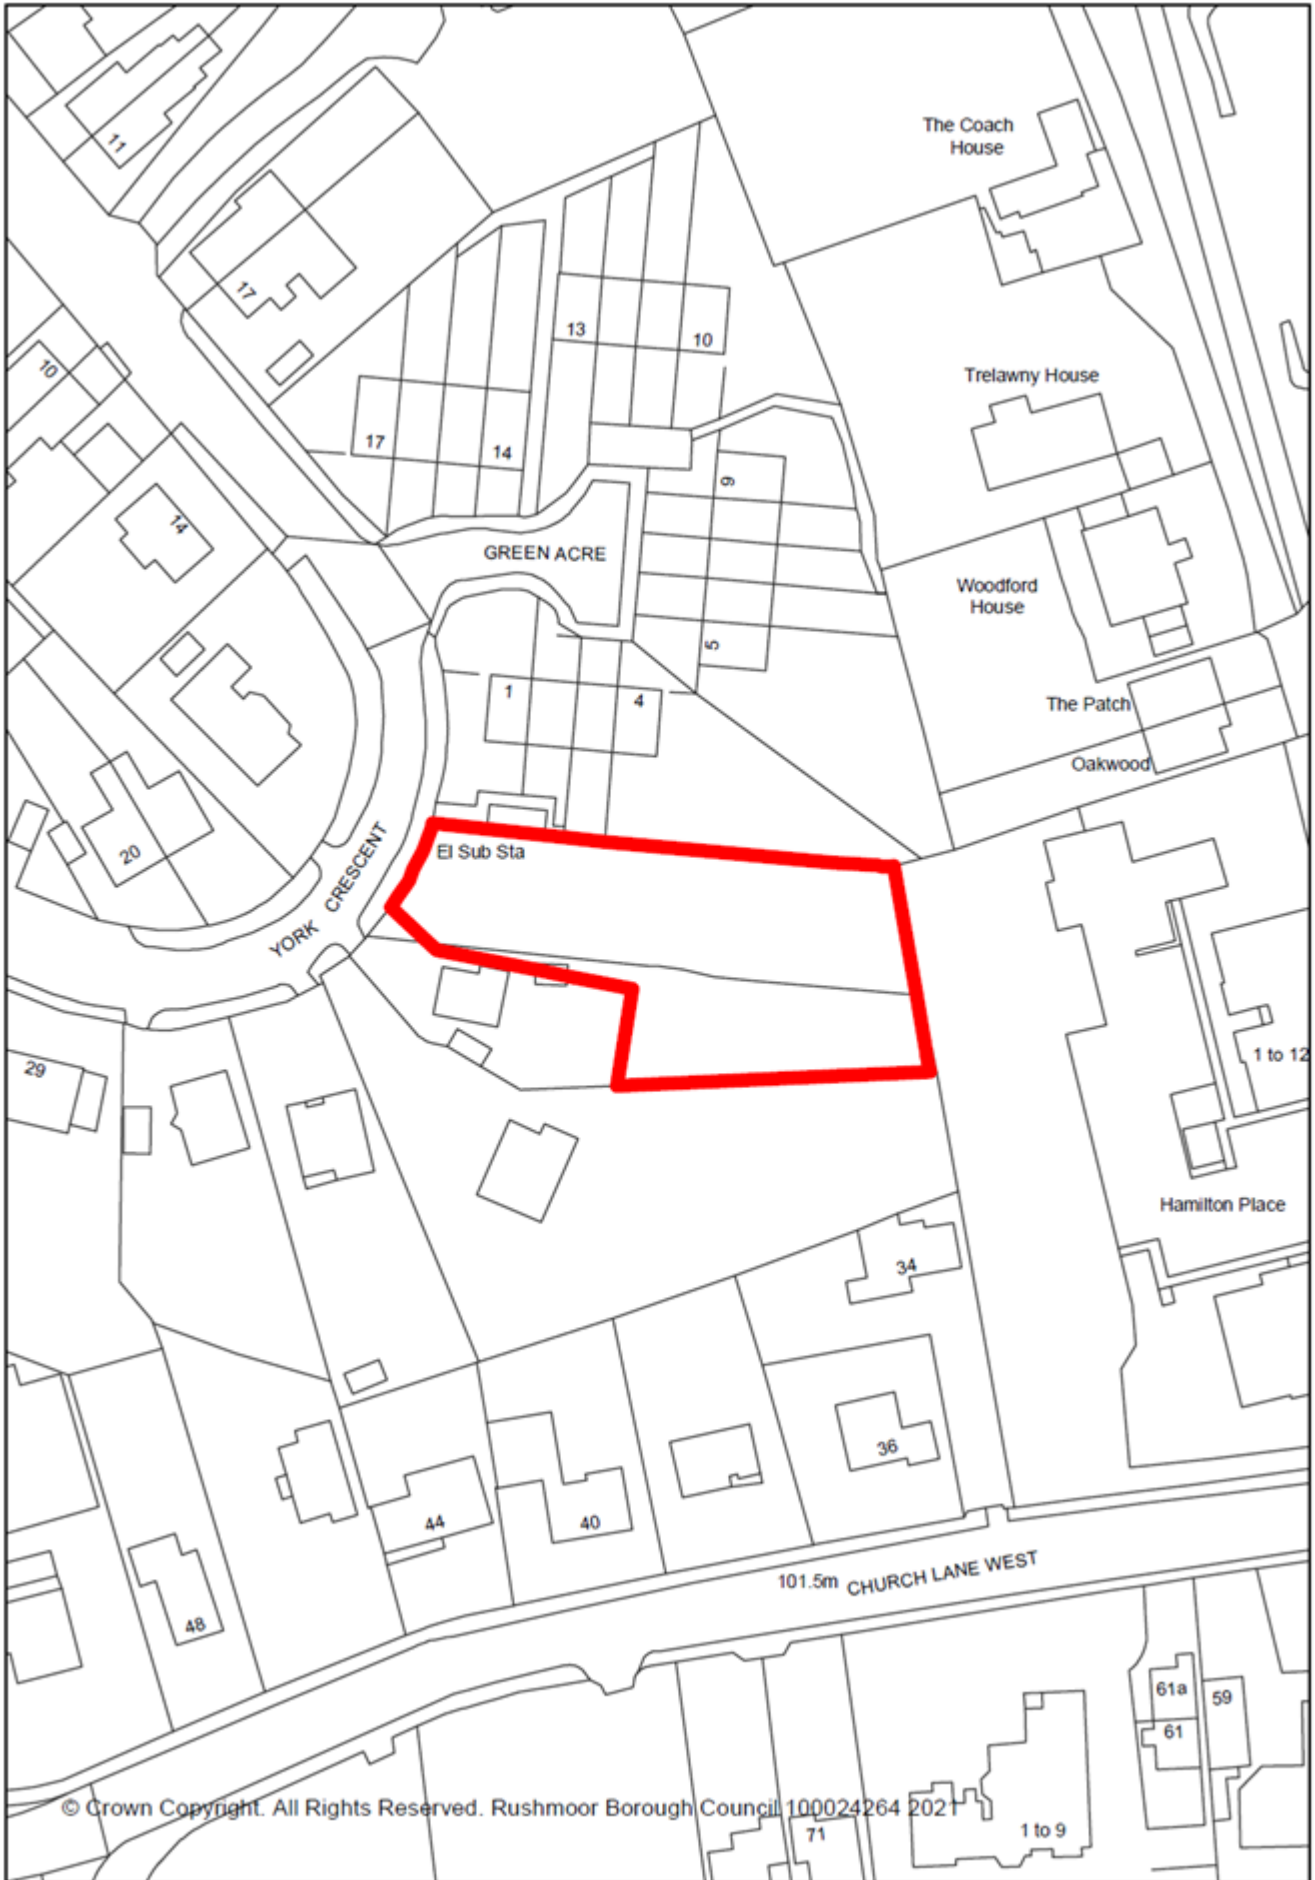 11
The Coach
House
17
13
10
10
Trelawny House
17
14
9
14
GREEN ACRE
Woodford
House
5
1
4
The Patch
Oakwood
El Sub Sta
20
YORK CRESCENT
29
1 to 12
Hamilton Place
34
36
44
40
101.5m CHURCH LANE WEST
48
61a
59
61
© Crown Copyright. All Rights Reserved. Rushmoor Borough Council 100024264 2021
71
1 to 9